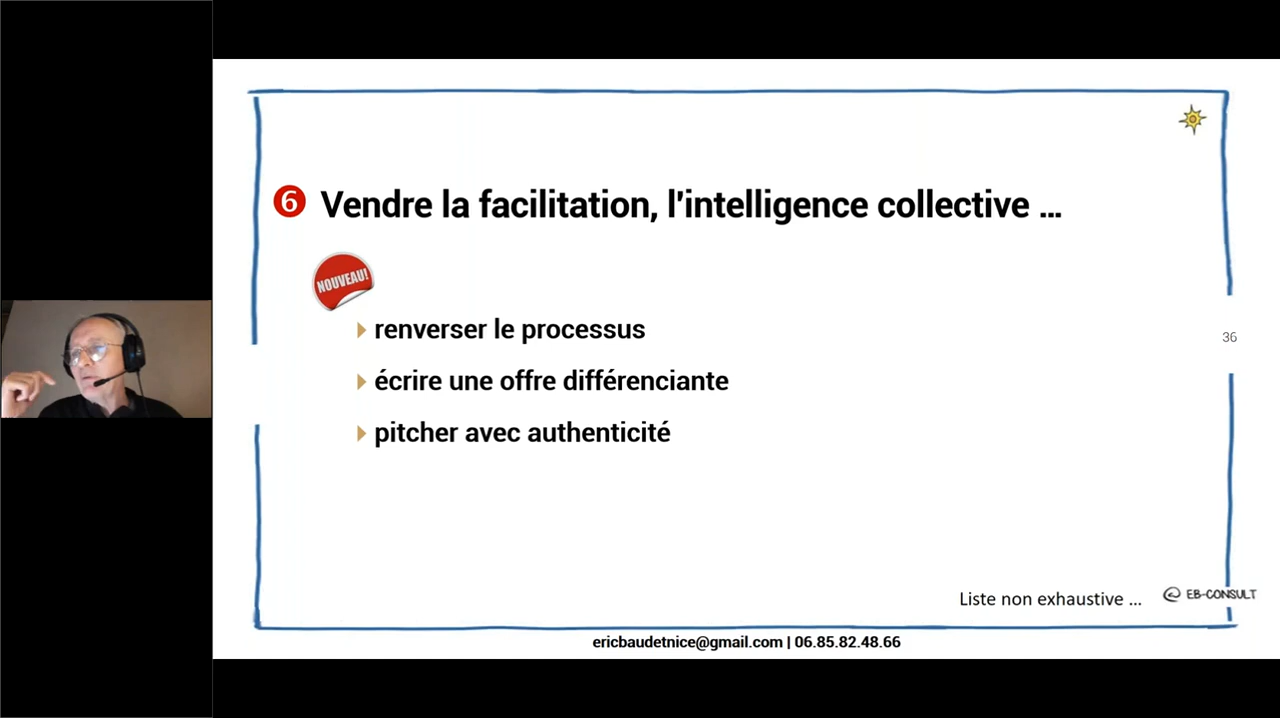 6 Vendre la facilitation, l'intelligence collective ...
NOUVEAU!
renverser le processus
écrire une offre différenciante
pitcher avec authenticité
36
Liste non exhaustive ...
EB-CONSULT
ericbaudetnice@gmail.com | 06.85.82.48.66